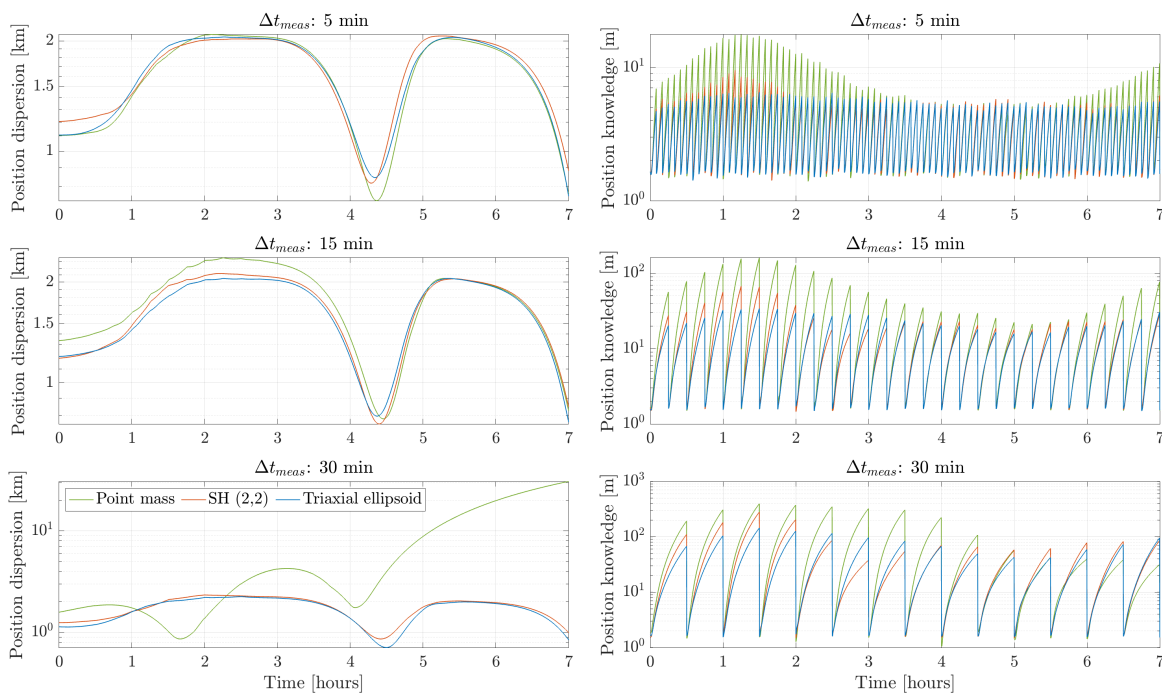 Δt_meas: 5 min
Position dispersion [km]
2
1.5
1
0 1 2 3 4 5 6 7
Δt_meas: 5 min
Position knowledge [m]
10^1
10^0
0 1 2 3 4 5 6 7
Δt_meas: 15 min
Position dispersion [km]
2
1.5
1
0 1 2 3 4 5 6 7
Δt_meas: 15 min
Position knowledge [m]
10^2
10^1
10^0
0 1 2 3 4 5 6 7
Δt_meas: 30 min
Position dispersion [km]
10^1
10^0
Point mass SH (2,2) Triaxial ellipsoid
0 1 2 3 4 5 6 7
Time [hours]
Δt_meas: 30 min
Position knowledge [m]
10^3
10^2
10^1
10^0
0 1 2 3 4 5 6 7
Time [hours]